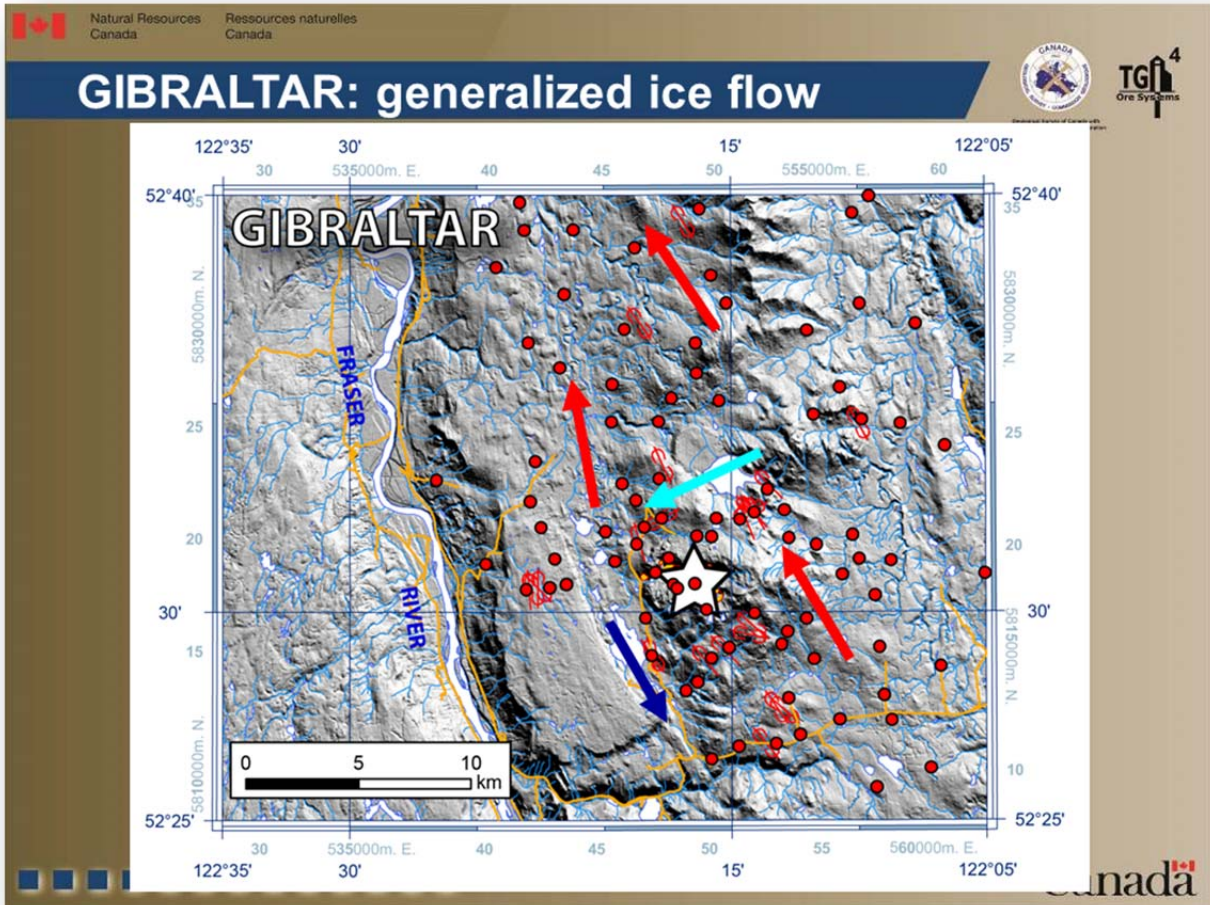 Natural Resources Ressources naturelles
Canada Canada
GIBRALTAR: generalized ice flow
CANADA
TGI 4
Ore Systems
122°35' 30' 15' 122°05'
30 535000m. E. 40 45 50 555000m. E. 60
52°40' 52°40'
35 35
GIBRALTAR
5830000m. N. 5830000m. N.
FRASER
25 25
20 20
30' 30'
RIVER
15 5815000m. N.
0 5 10
km
5810000m. N. 10
52°25' 52°25'
30 535000m. E. 40 45 50 55 560000m. E.
122°35' 30' 15' 122°05'
Canada